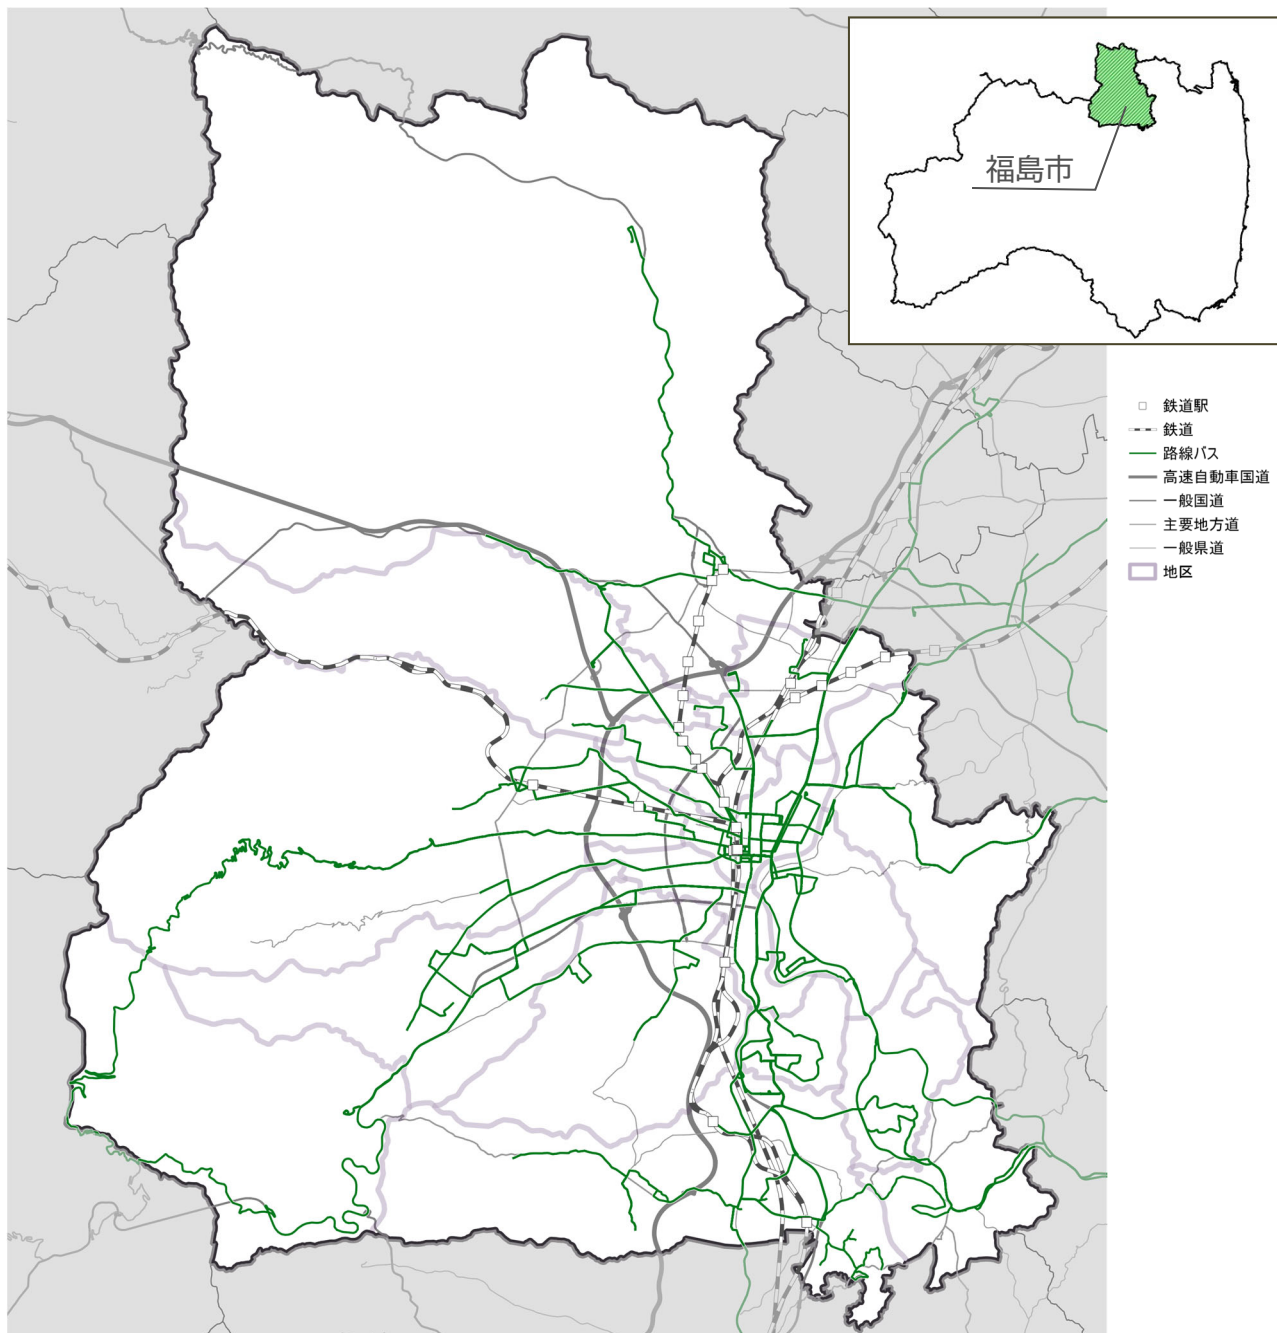 福島市
鉄道駅
鉄道
路線バス
高速自動車国道
一般国道
主要地方道
一般県道
地区